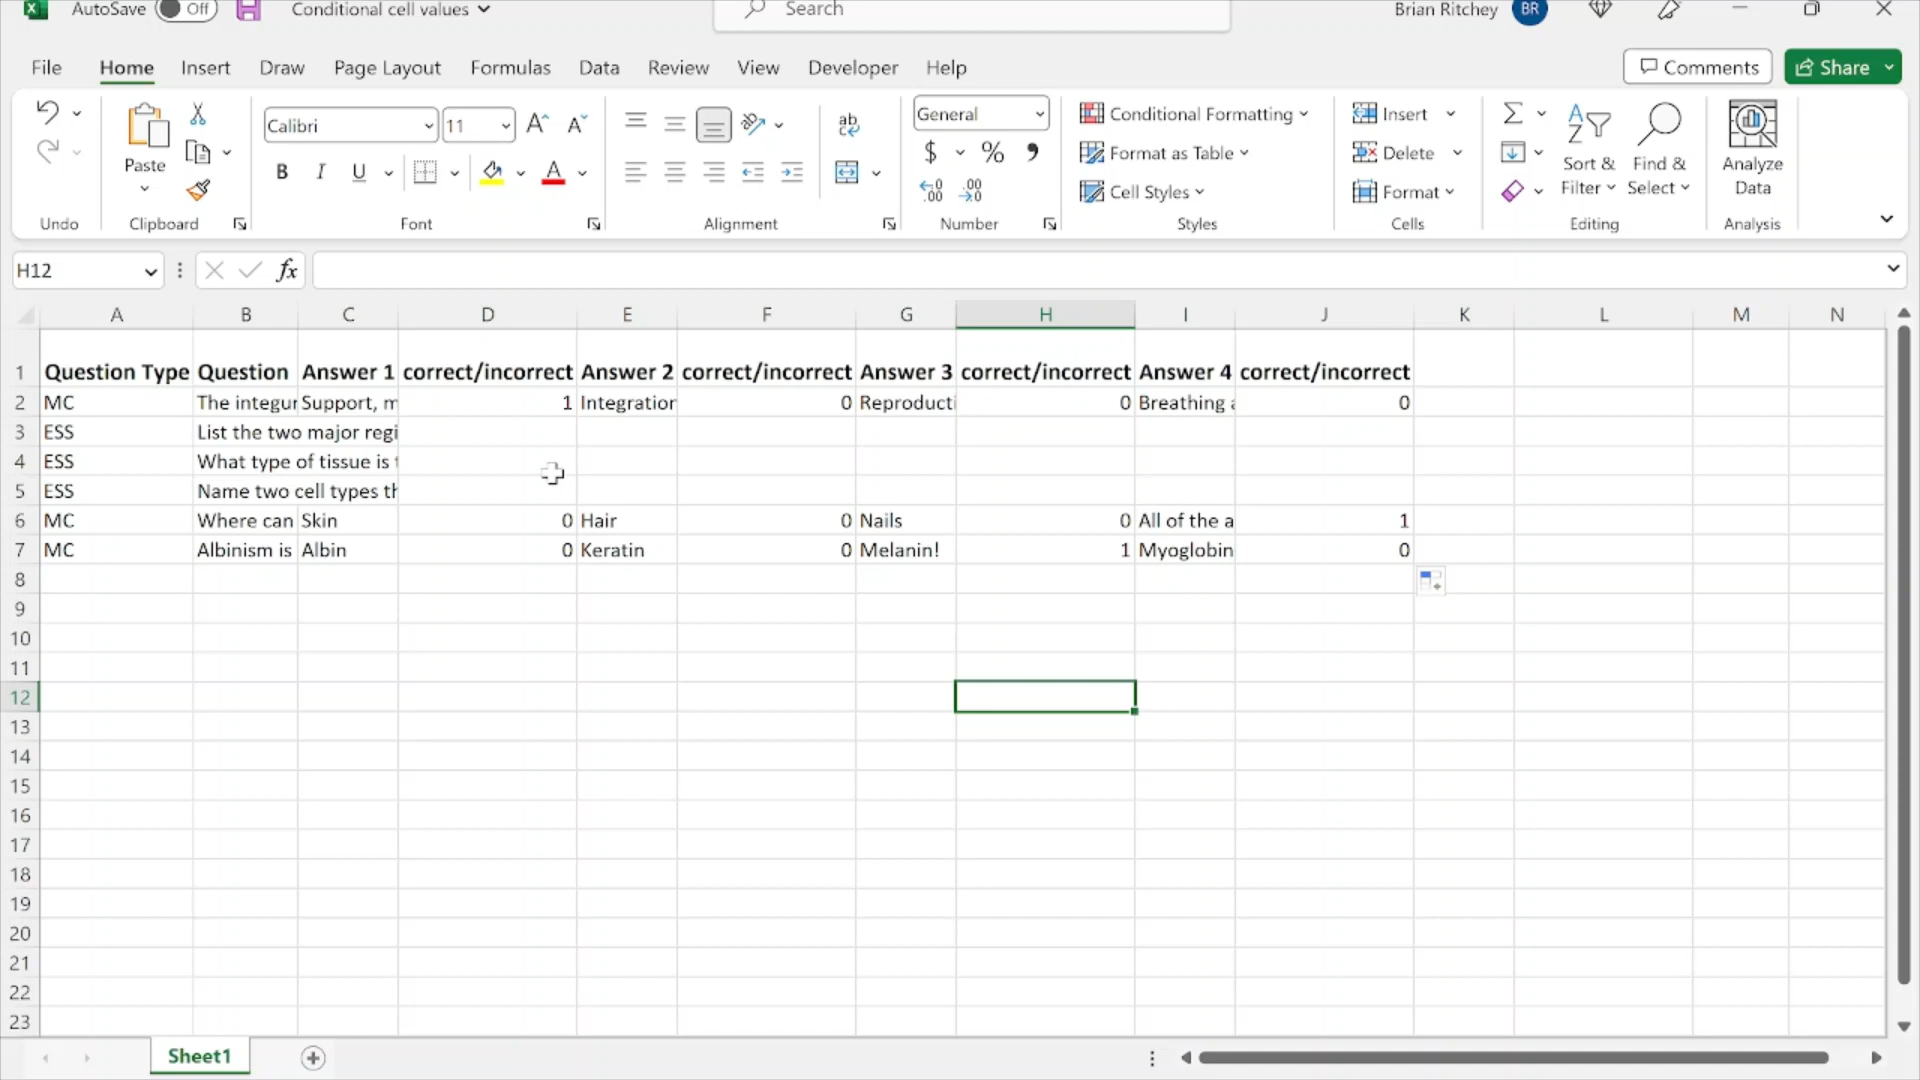 AutoSave Off Conditional cell values Search Brian Ritchey BR
File Home Insert Draw Page Layout Formulas Data Review View Developer Help Comments Share
Calibri 11 General Conditional Formatting Insert
Paste Format as Table Delete Sort & Filter Find & Select Analyze Data
B I U $ % Cell Styles Format
Undo Clipboard Font Alignment Number Styles Cells Editing Analysis
H12 fx
A B C D E F G H I J K L M N
1 Question Type Question Answer 1 correct/incorrect Answer 2 correct/incorrect Answer 3 correct/incorrect Answer 4 correct/incorrect
2 MC The integur Support, m 1 Integration 0 Reproducti 0 Breathing 0
3 ESS List the two major regi
4 ESS What type of tissue is
5 ESS Name two cell types th
6 MC Where can Skin 0 Hair 0 Nails 0 All of the a 1
7 MC Albinism is Albin 0 Keratin 0 Melanin! 1 Myoglobin 0
8
9
10
11
12
13
14
15
16
17
18
19
20
21
22
23
Sheet1